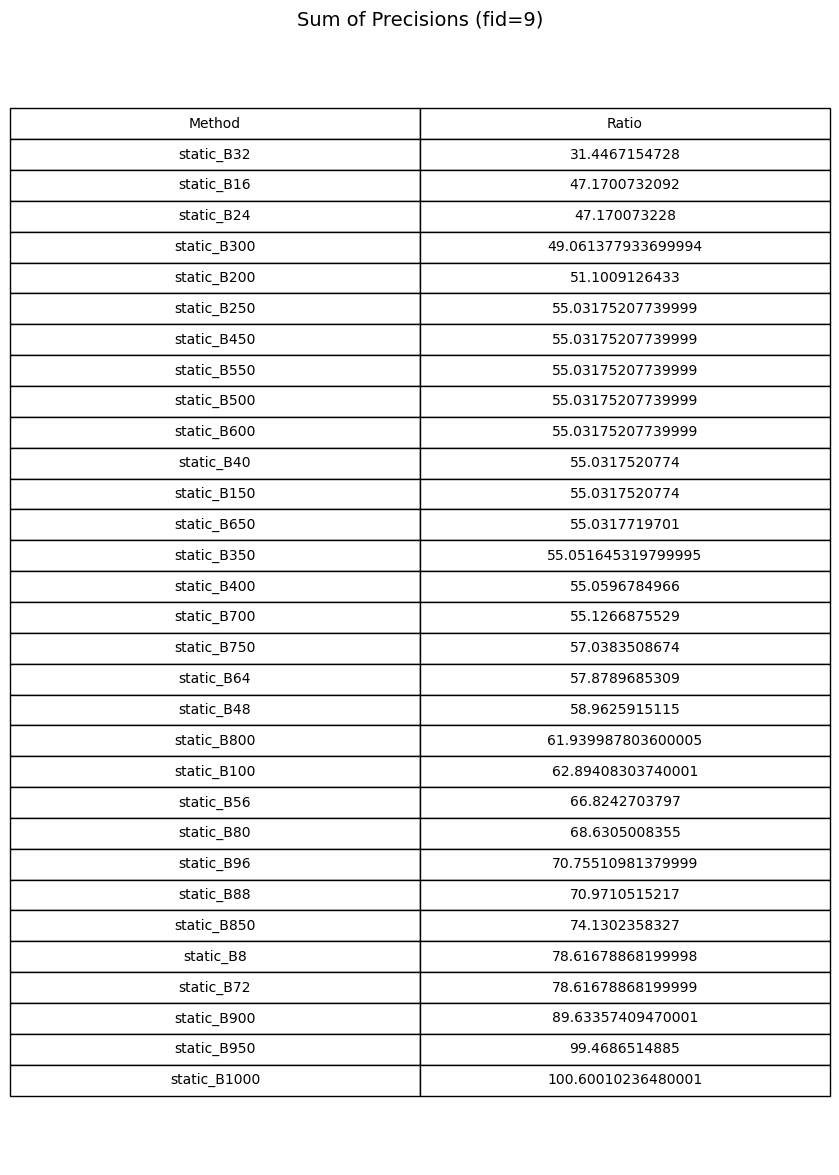 Sum of Precisions (fid=9)
Method Ratio
static_B32 31.4467154728
static_B16 47.1700732092
static_B24 47.170073228
static_B300 49.061377933699994
static_B200 51.1009126433
static_B250 55.03175207739999
static_B450 55.03175207739999
static_B550 55.03175207739999
static_B500 55.03175207739999
static_B600 55.03175207739999
static_B40 55.0317520774
static_B150 55.0317520774
static_B650 55.0317719701
static_B350 55.051645319799995
static_B400 55.0596784966
static_B700 55.1266875529
static_B750 57.0383508674
static_B64 57.8789685309
static_B48 58.9625915115
static_B800 61.939987803600005
static_B100 62.89408303740001
static_B56 66.8242703797
static_B80 68.6305008355
static_B96 70.75510981379999
static_B88 70.9710515217
static_B850 74.1302358327
static_B8 78.61678868199998
static_B72 78.61678868199999
static_B900 89.63357409470001
static_B950 99.4686514885
static_B1000 100.60010236480001